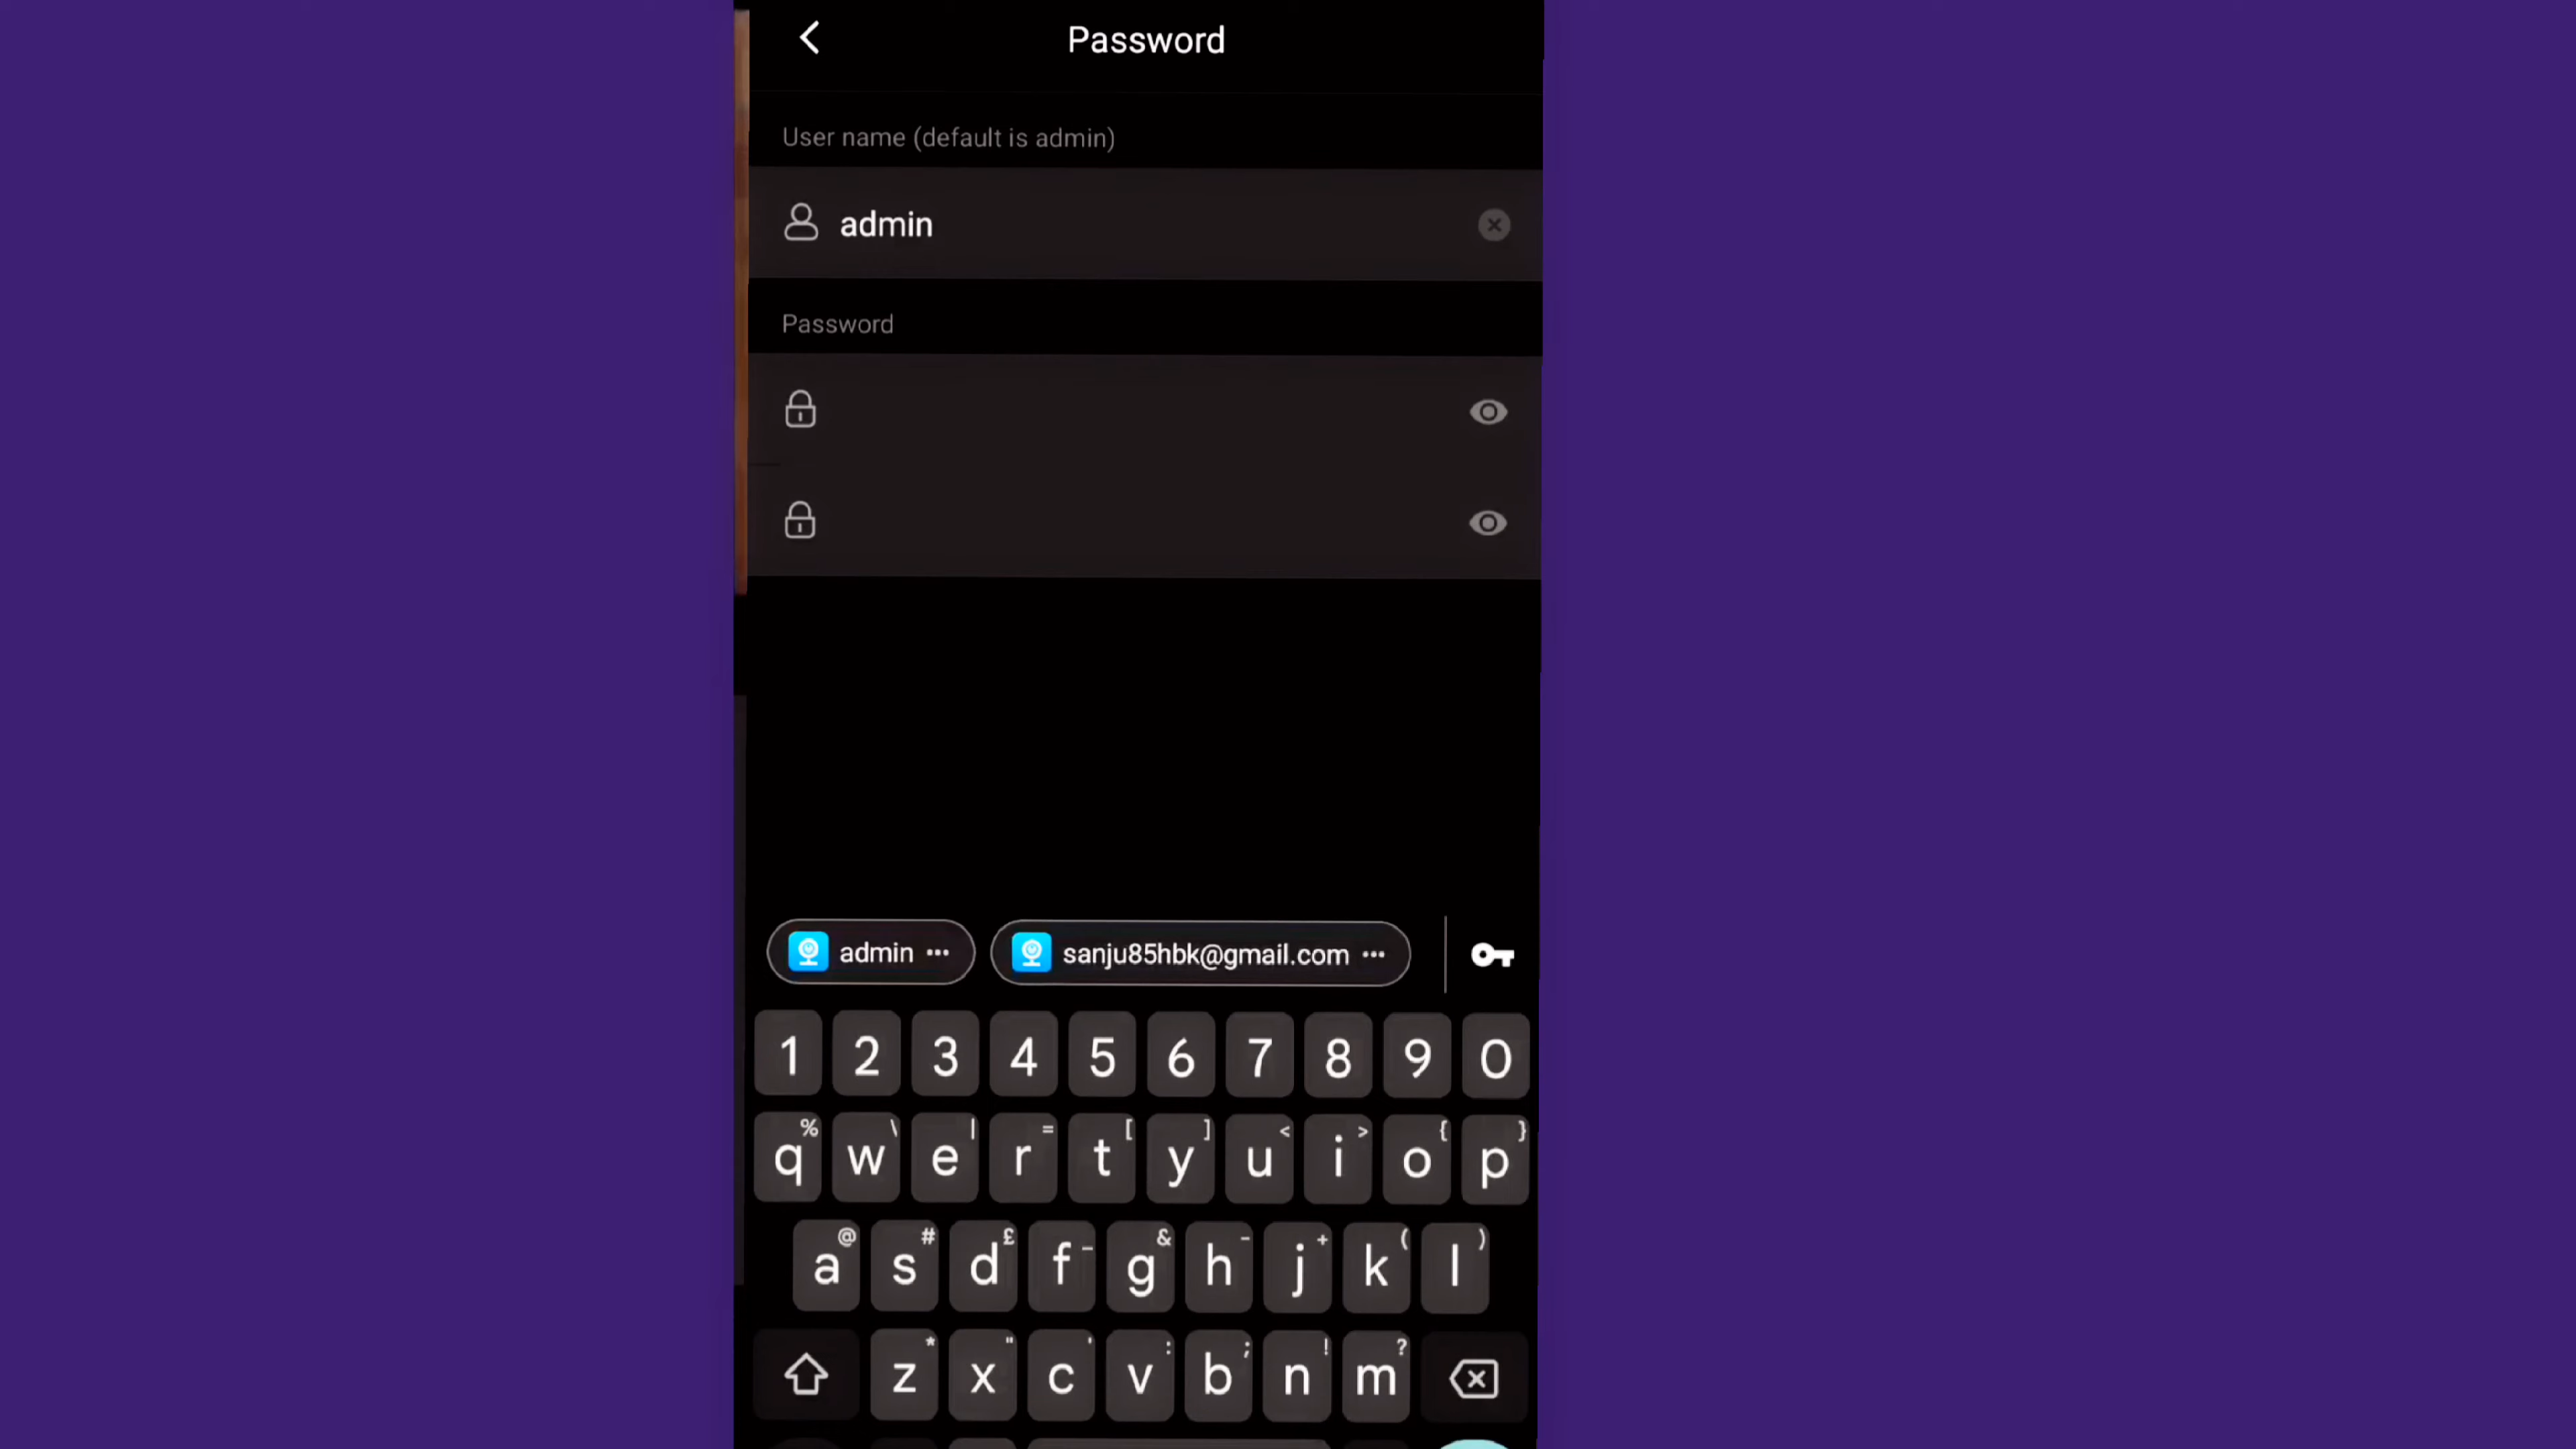 Password
User name (default is admin)
admin
Password
admin •••
sanju85hbk@gmail.com •••
1 2 3 4 5 6 7 8 9 0
% \ | = [ ] < > { }
q w e r t y u i o p
@ # £ _ & - + ( )
a s d f g h j k l
* " ' : ; ! ?
z x c v b n m